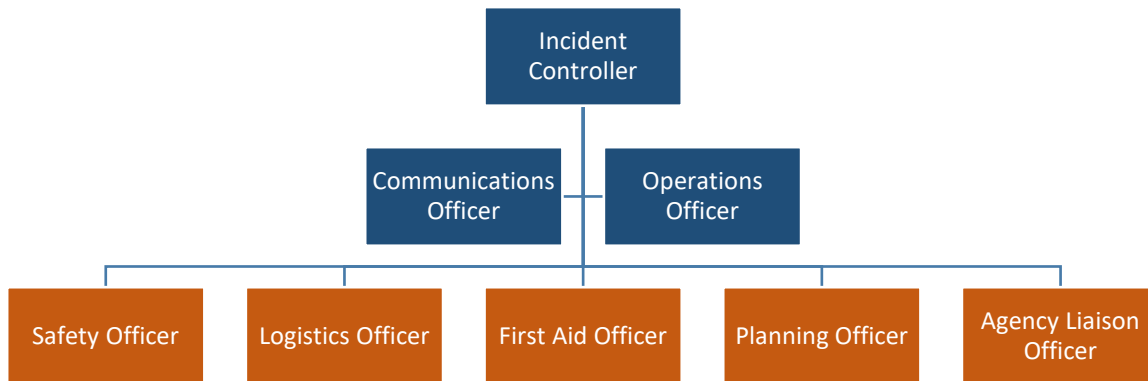 Incident
Controller
Communications
Officer
Operations
Officer
Safety Officer
Logistics Officer
First Aid Officer
Planning Officer
Agency Liaison
Officer